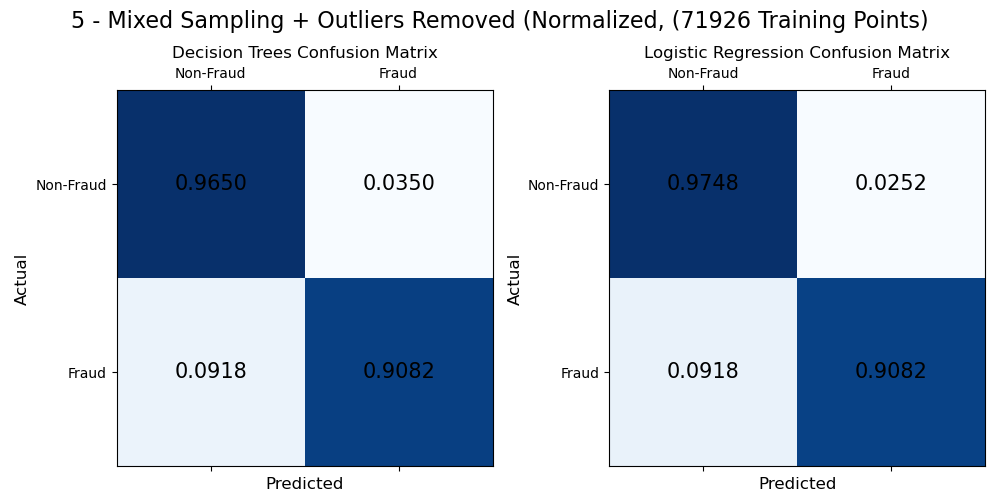 5 - Mixed Sampling + Outliers Removed (Normalized, (71926 Training Points)
Decision Trees Confusion Matrix
Non-Fraud Fraud
Actual
Non-Fraud 0.9650 0.0350
Fraud 0.0918 0.9082
Predicted
Logistic Regression Confusion Matrix
Non-Fraud Fraud
Actual
Non-Fraud 0.9748 0.0252
Fraud 0.0918 0.9082
Predicted